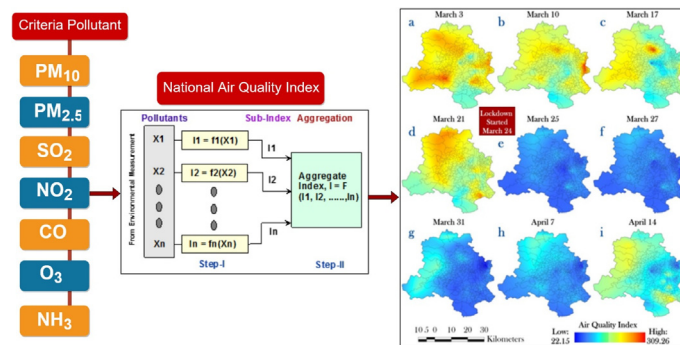 Criteria Pollutant
PM10
PM2.5
SO2
NO2
CO
O3
NH3
National Air Quality Index
Pollutants
Sub-Index
Aggregation
From Environmental Measurement
X1
I1 = f1(X1)
I1
X2
I2 = f2(X2)
I2
Aggregate
Index, I = F
(I1, I2, ......,In)
Xn
In = fn(Xn)
In
Step-I
Step-II
March 3
March 10
March 17
a
b
c
March 21
Lockdown
Started
March 24
March 25
March 27
d
e
f
March 31
April 7
April 14
g
h
i
10 5 0 10 20 30
Kilometers
Air Quality Index
Low:
22.15
High:
309.26